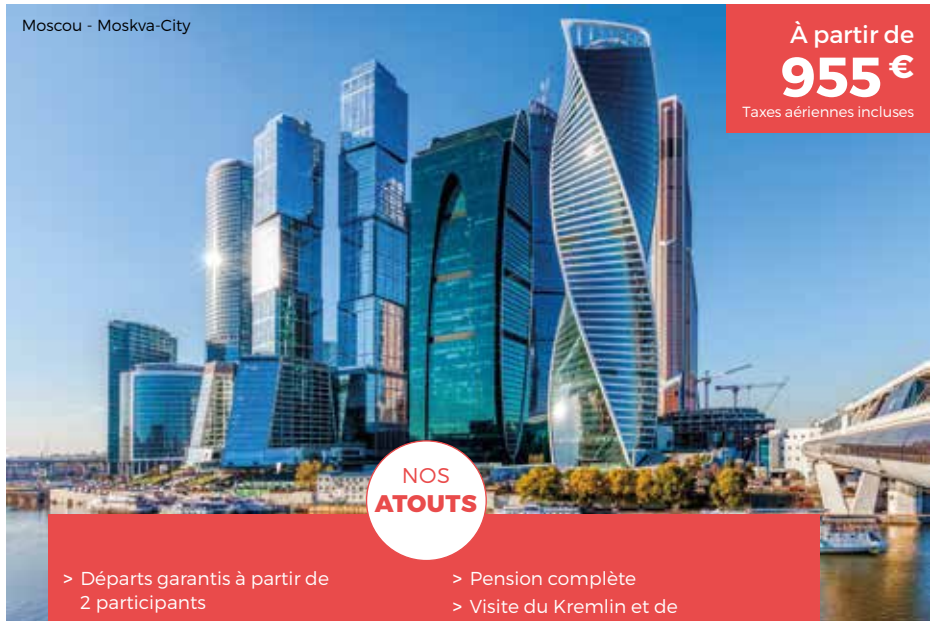 Moscou - Moskva-City
À partir de
955 €
Taxes aériennes incluses
NOS
ATOUTS
> Départs garantis à partir de
2 participants
> Pension complète
> Visite du Kremlin et de